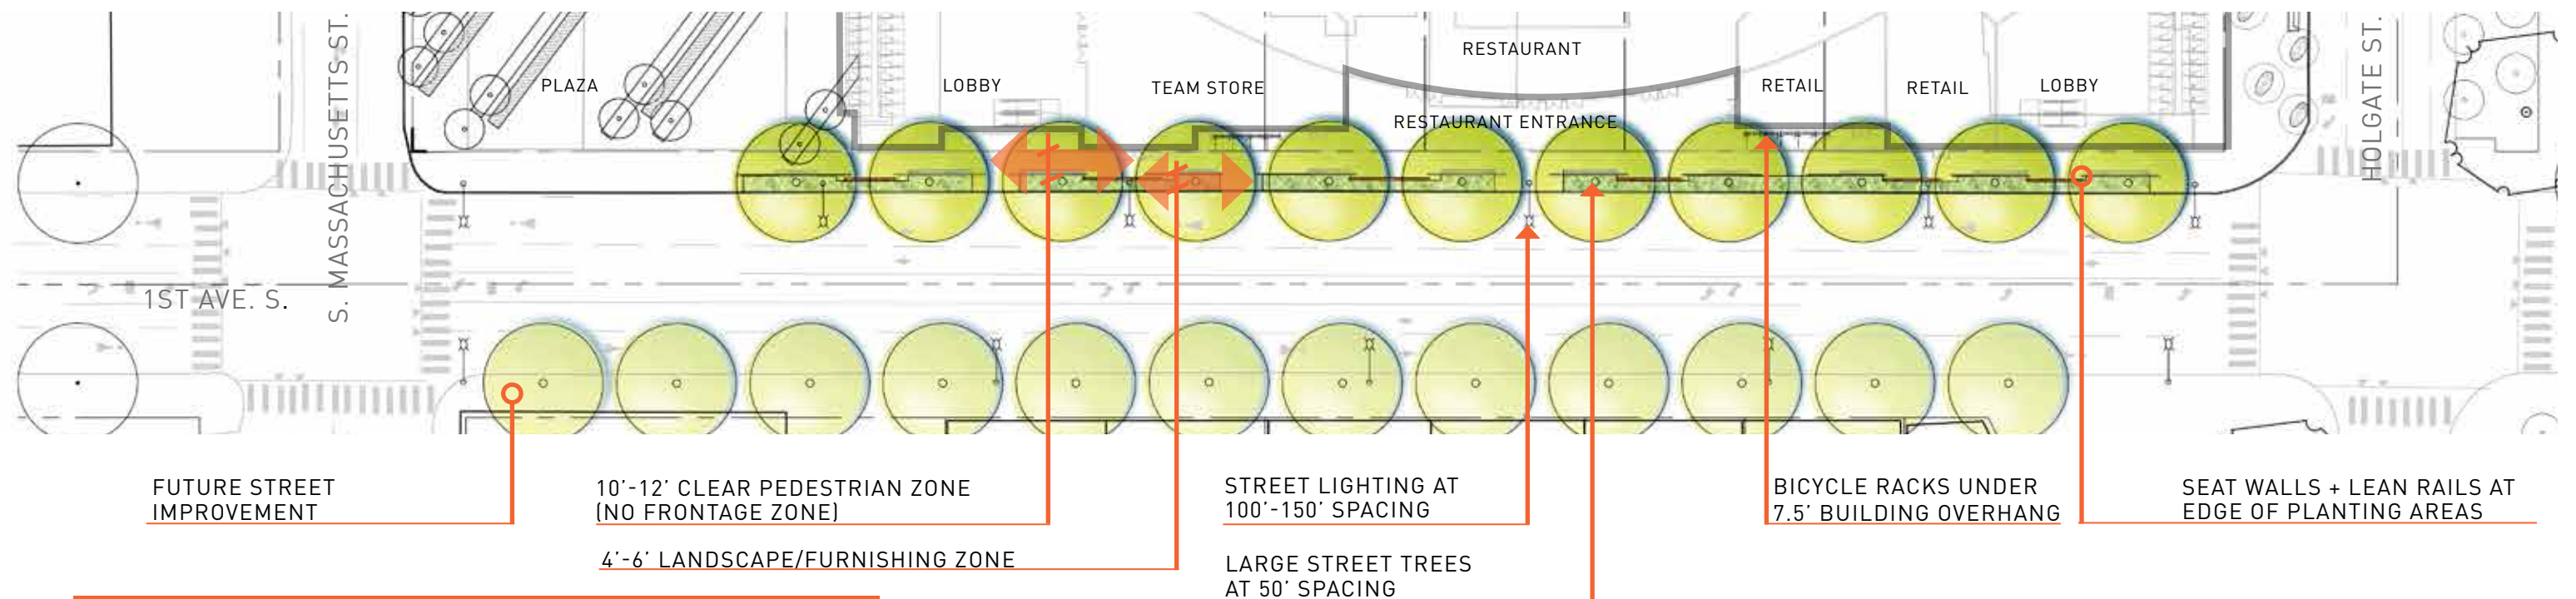 S. MASSACHUSETTS ST.
HOLGATE ST.
RESTAURANT
PLAZA
LOBBY
TEAM STORE
RETAIL
RETAIL
LOBBY
RESTAURANT ENTRANCE
1ST AVE. S.
FUTURE STREET
IMPROVEMENT
10'-12' CLEAR PEDESTRIAN ZONE
(NO FRONTAGE ZONE)
4'-6' LANDSCAPE/FURNISHING ZONE
STREET LIGHTING AT
100'-150' SPACING
LARGE STREET TREES
AT 50' SPACING
BICYCLE RACKS UNDER
7.5' BUILDING OVERHANG
SEAT WALLS + LEAN RAILS AT
EDGE OF PLANTING AREAS